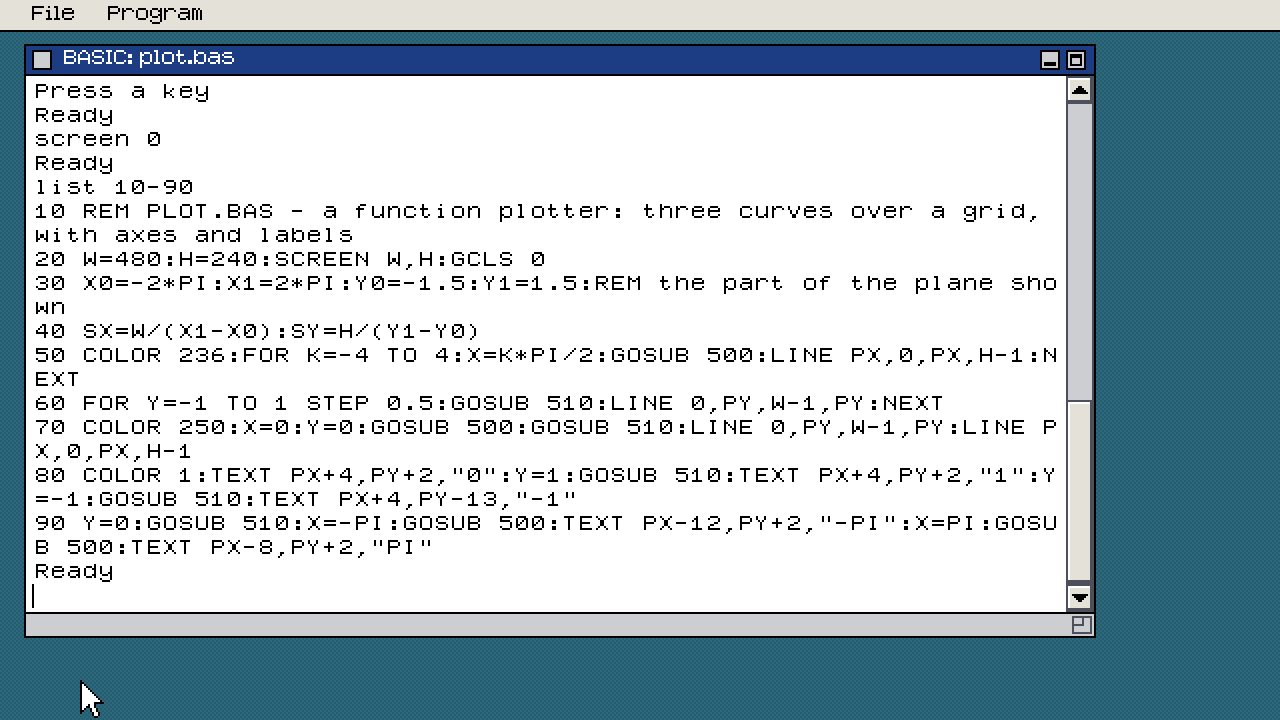 File Program
BASIC: plot.bas
Press a key
Ready
screen 0
Ready
list 10-90
10 REM PLOT.BAS - a function plotter: three curves over a grid,
with axes and labels
20 W=480:H=240:SCREEN W,H:GCLS 0
30 X0=-2*PI:X1=2*PI:Y0=-1.5:Y1=1.5:REM the part of the plane sho
wn
40 SX=W/(X1-X0):SY=H/(Y1-Y0)
50 COLOR 236:FOR K=-4 TO 4:X=K*PI/2:GOSUB 500:LINE PX,0,PX,H-1:N
EXT
60 FOR Y=-1 TO 1 STEP 0.5:GOSUB 510:LINE 0,PY,W-1,PY:NEXT
70 COLOR 250:X=0:Y=0:GOSUB 500:GOSUB 510:LINE 0,PY,W-1,PY:LINE P
X,0,PX,H-1
80 COLOR 1:TEXT PX+4,PY+2,"0":Y=1:GOSUB 510:TEXT PX+4,PY+2,"1":Y
=-1:GOSUB 510:TEXT PX+4,PY-13,"-1"
90 Y=0:GOSUB 510:X=-PI:GOSUB 500:TEXT PX-12,PY+2,"-PI":X=PI:GOSU
B 500:TEXT PX-8,PY+2,"PI"
Ready